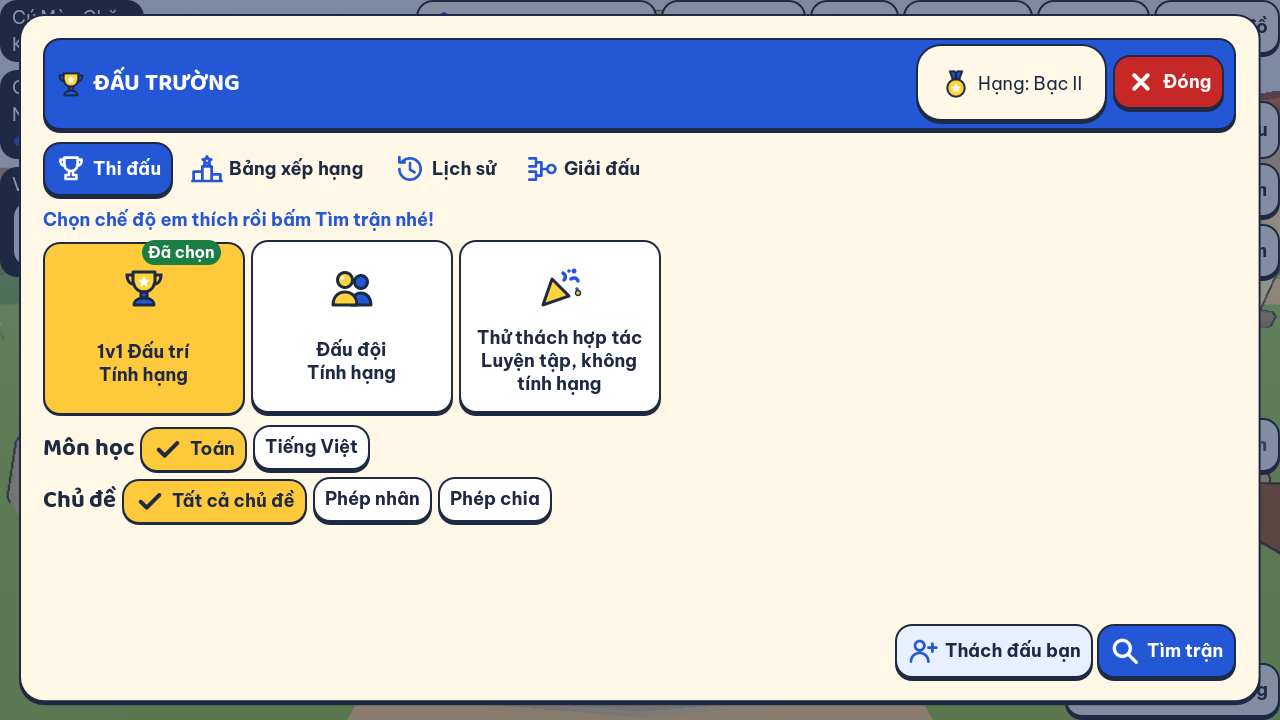 ĐẤU TRƯỜNG
Hạng: Bạc II
Đóng
Thi đấu
Bảng xếp hạng
Lịch sử
Giải đấu
Chọn chế độ em thích rồi bấm Tìm trận nhé!
Đã chọn
1v1 Đấu trí
Tính hạng
Đấu đội
Tính hạng
Thử thách hợp tác
Luyện tập, không
tính hạng
Môn học
Toán
Tiếng Việt
Chủ đề
Tất cả chủ đề
Phép nhân
Phép chia
Thách đấu bạn
Tìm trận